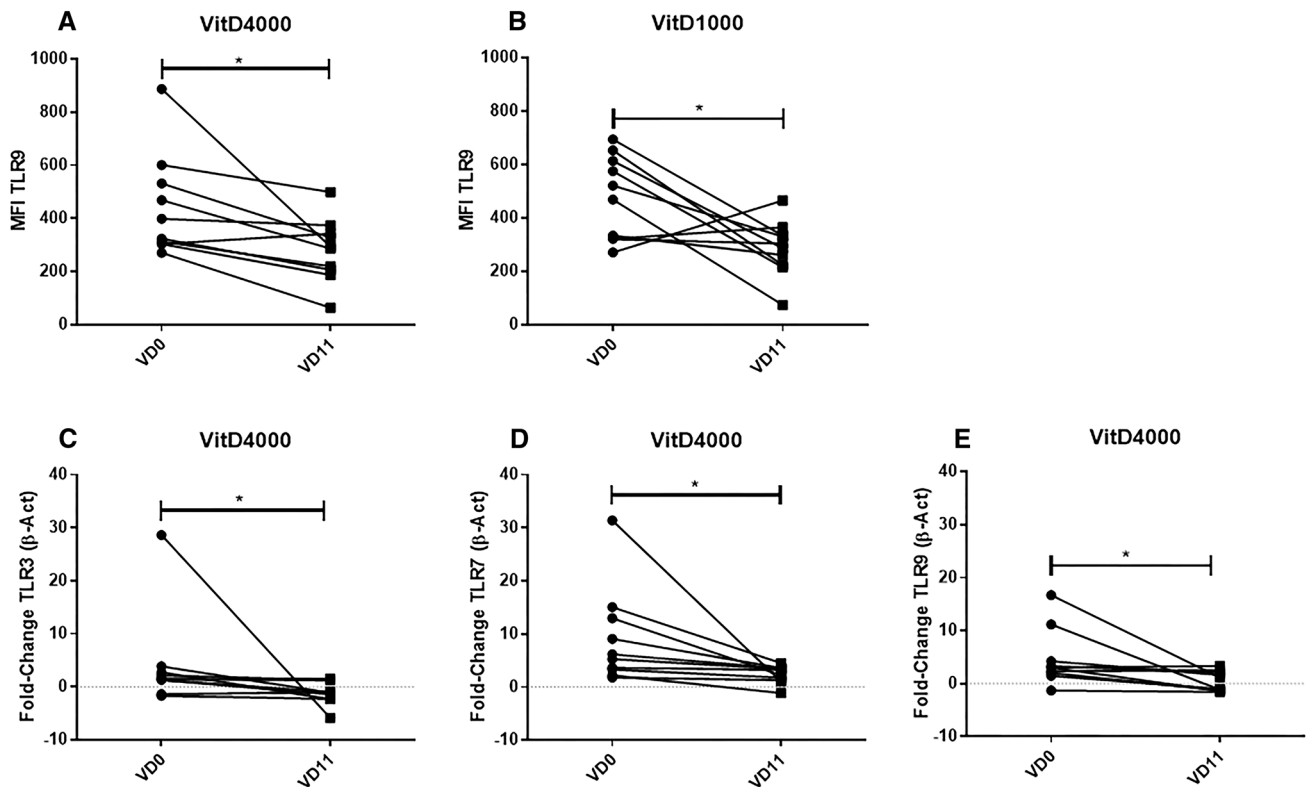 A
VitD4000
MFI TLR9
1000
800
600
400
200
0
*
VD0
VD11
B
VitD1000
MFI TLR9
1000
800
600
400
200
0
*
VD0
VD11
C
VitD4000
Fold-Change TLR3 (β-Act)
40
30
20
10
0
-10
*
VD0
VD11
D
VitD4000
Fold-Change TLR7 (β-Act)
40
30
20
10
0
-10
*
VD0
VD11
E
VitD4000
Fold-Change TLR9 (β-Act)
40
30
20
10
0
-10
*
VD0
VD11